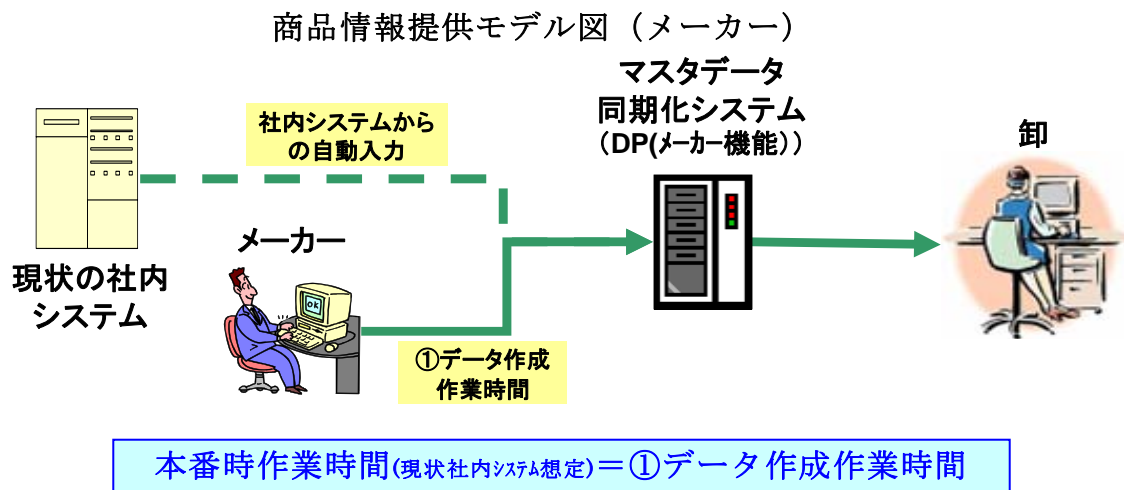 商品情報提供モデル図（メーカー）
マスタデータ
同期化システム
（DP(ﾒｰｶｰ機能））
卸
社内システムから
の自動入力
メーカー
OK
現状の社内
システム
①データ作成
作業時間
本番時作業時間(現状社内ｼｽﾃﾑ想定)＝①データ作成作業時間